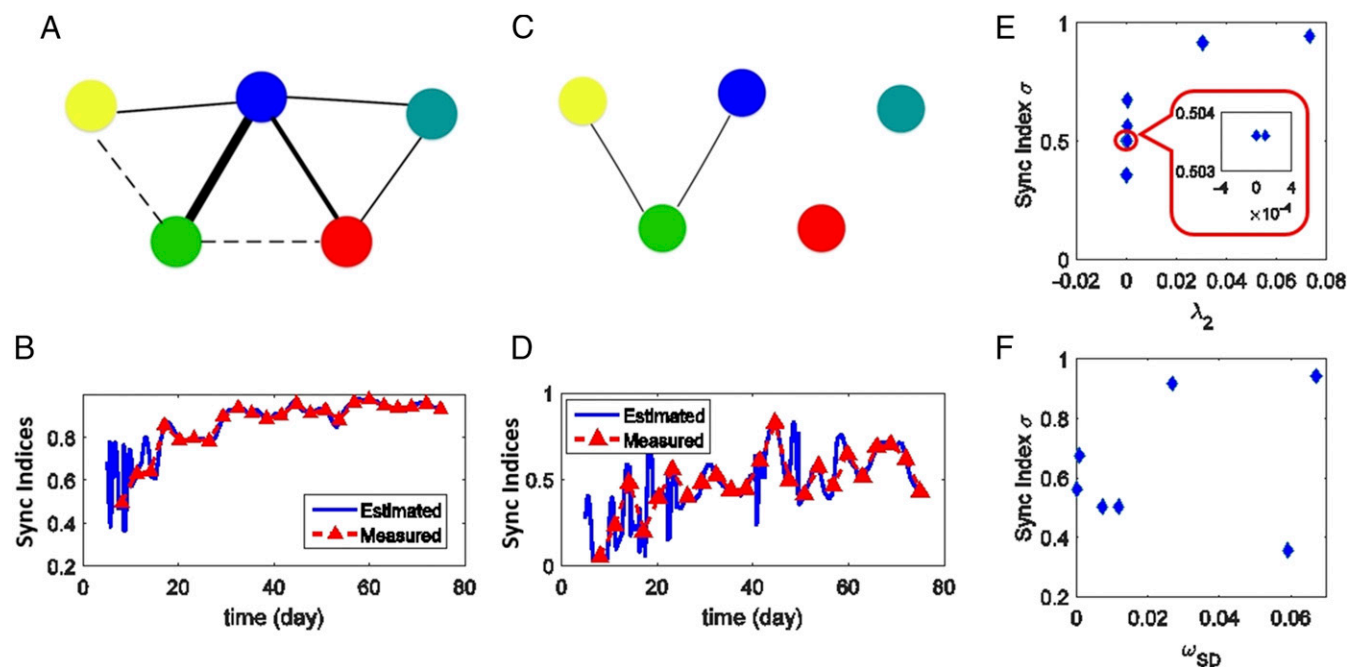 A
C
E
B
Sync Indices
0.8
0.6
0.4
0.2
Estimated
Measured
0
20
40
60
80
time (day)
D
Sync Indices
1
0.5
0
Estimated
Measured
0
20
40
60
80
time (day)
Sync Index σ
1
0.5
0
0.504
0.503
-4
0
4
×10⁻⁴
-0.02
0
0.02
0.04
0.06
0.08
λ₂
F
Sync Index σ
1
0.8
0.6
0.4
0.2
0
0.02
0.04
0.06
ω_SD